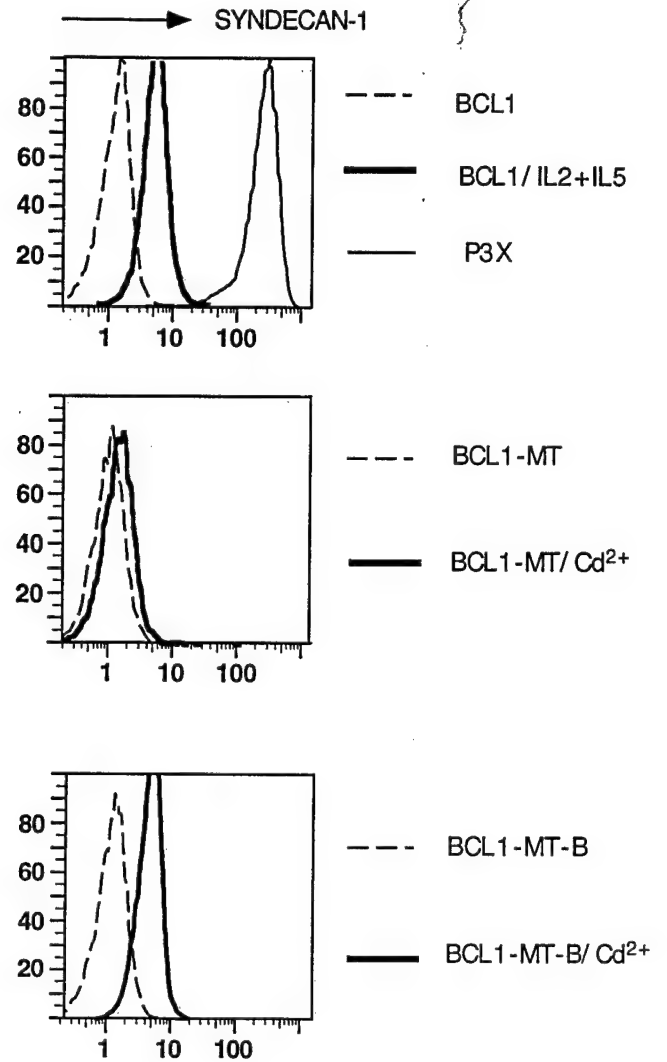 SYNDECAN-1
80
60
40
20
1 10 100
BCL1
BCL1/ IL2+IL5
P3X
80
60
40
20
1 10 100
BCL1-MT
BCL1-MT/ Cd²⁺
80
60
40
20
1 10 100
BCL1-MT-B
BCL1-MT-B/ Cd²⁺